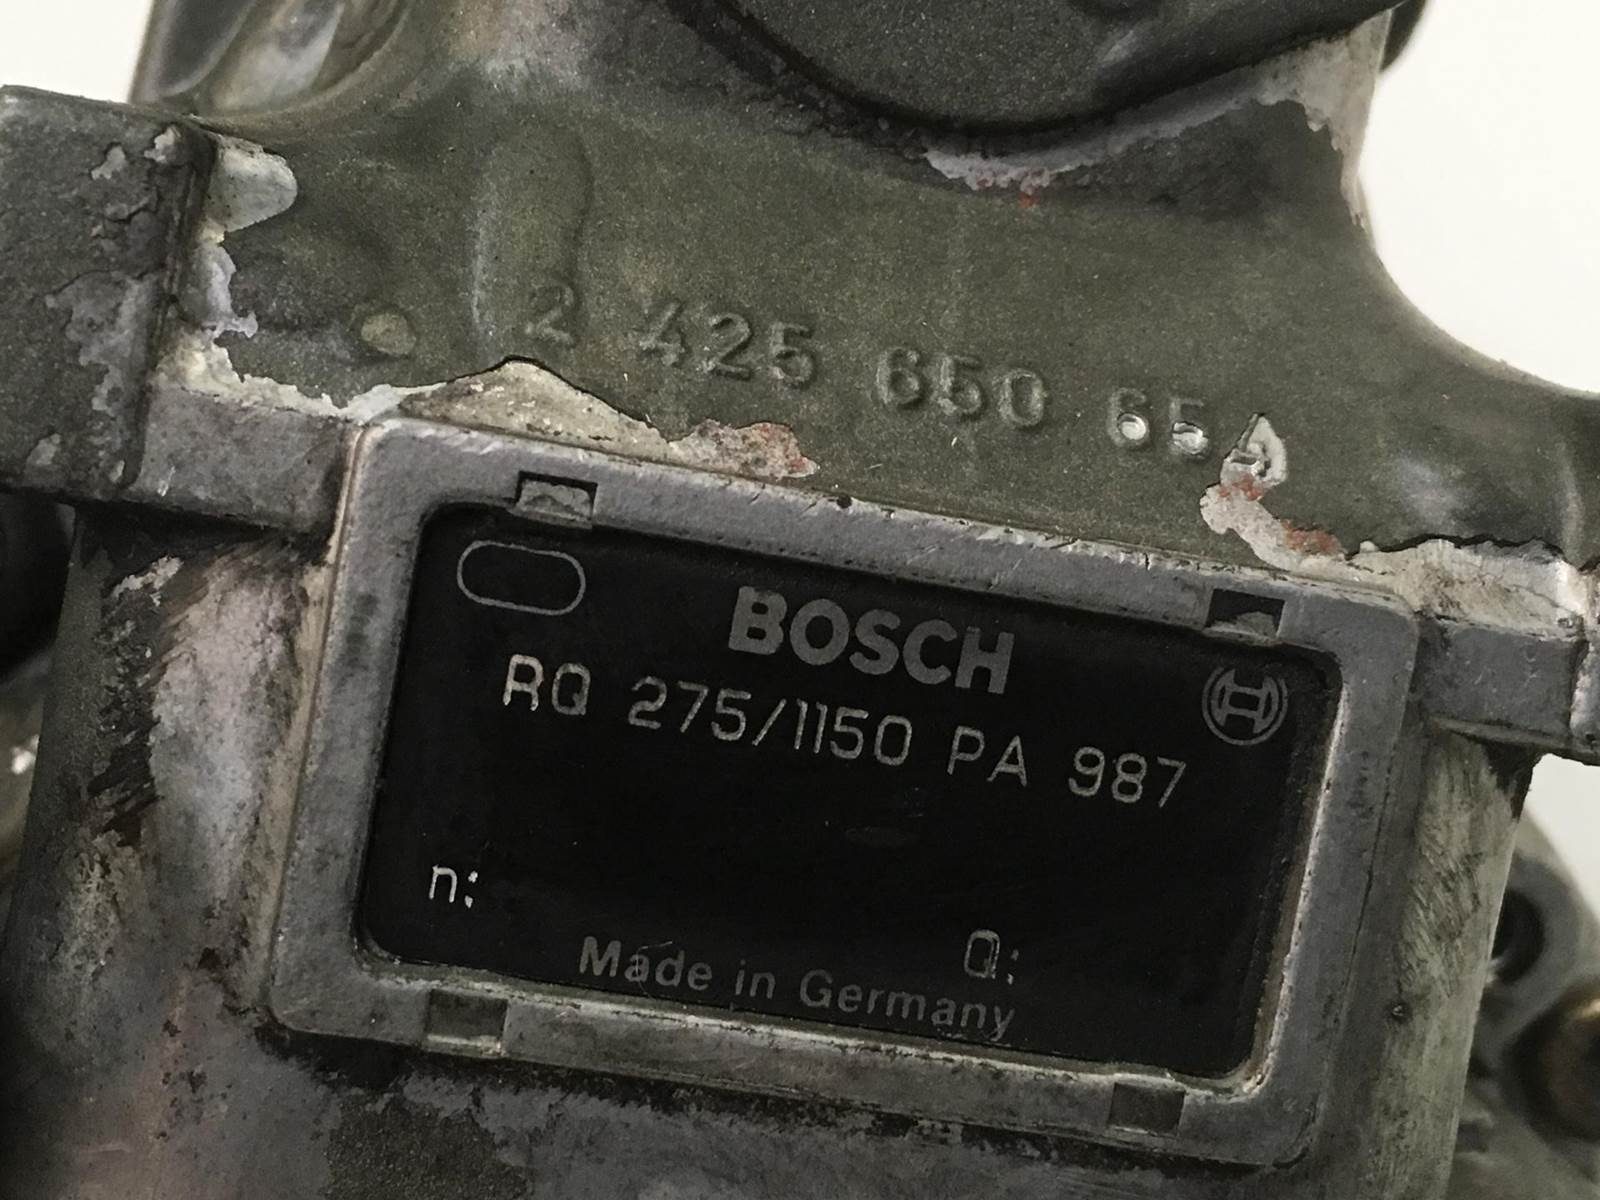 2 425 650 65
BOSCH
RQ 275/1150 PA 987
n:
Q:
Made in Germany